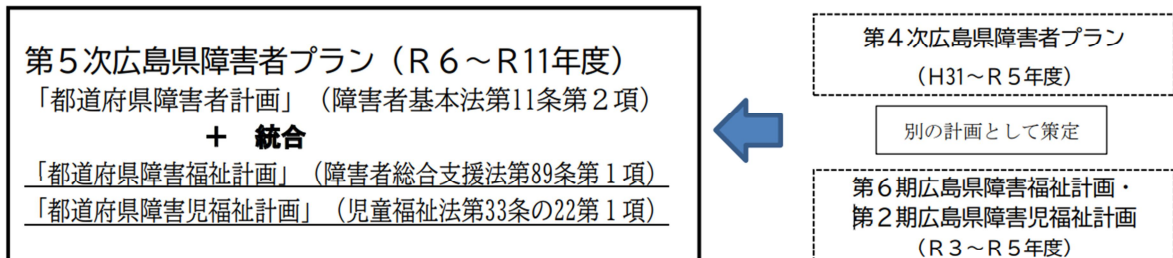 第５次広島県障害者プラン（Ｒ６～Ｒ11年度）
「都道府県障害者計画」（障害者基本法第11条第２項）
＋ 統合
「都道府県障害福祉計画」（障害者総合支援法第89条第１項）
「都道府県障害児福祉計画」（児童福祉法第33条の22第１項）
第４次広島県障害者プラン
（H31～Ｒ５年度）
別の計画として策定
第６期広島県障害福祉計画・
第２期広島県障害児福祉計画
（Ｒ３～Ｒ５年度）